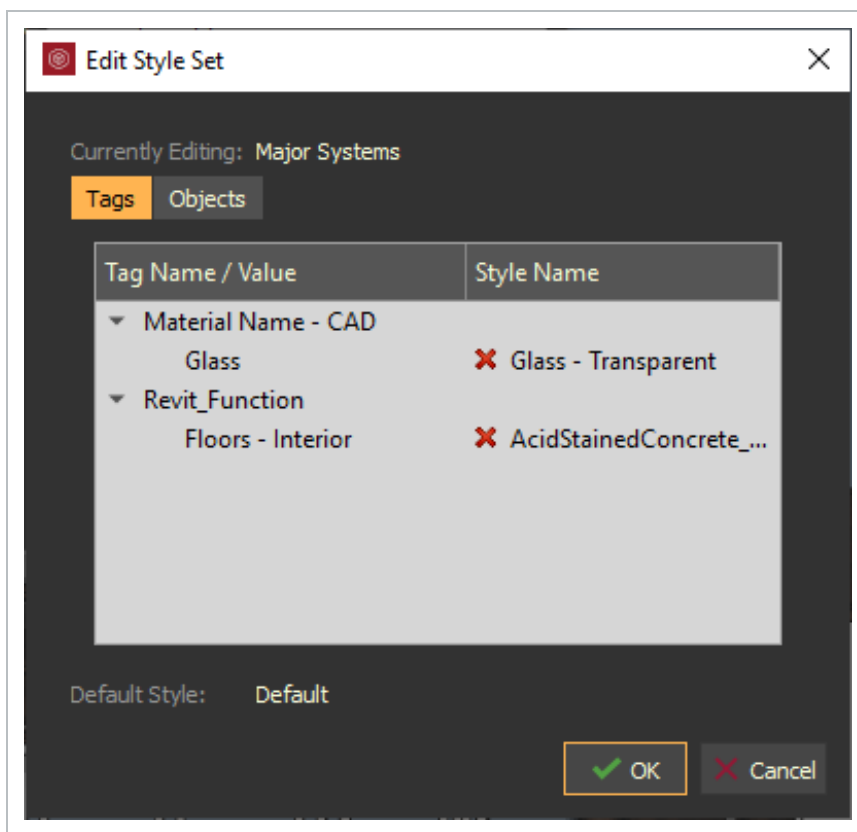 Edit Style Set
Currently Editing: Major Systems
Tags Objects
Tag Name / Value Style Name
Material Name - CAD
Glass Glass - Transparent
Revit_Function
Floors - Interior AcidStainedConcrete_...
Default Style: Default
OK Cancel